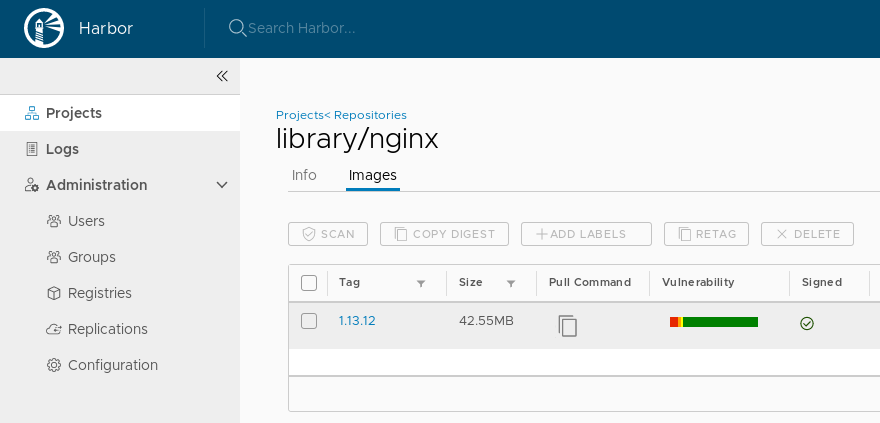 Harbor
Search Harbor...
Projects
Logs
Administration
Users
Groups
Registries
Replications
Configuration
Projects< Repositories
library/nginx
Info Images
SCAN COPY DIGEST ADD LABELS RETAG DELETE
Tag Size Pull Command Vulnerability Signed
1.13.12 42.55MB